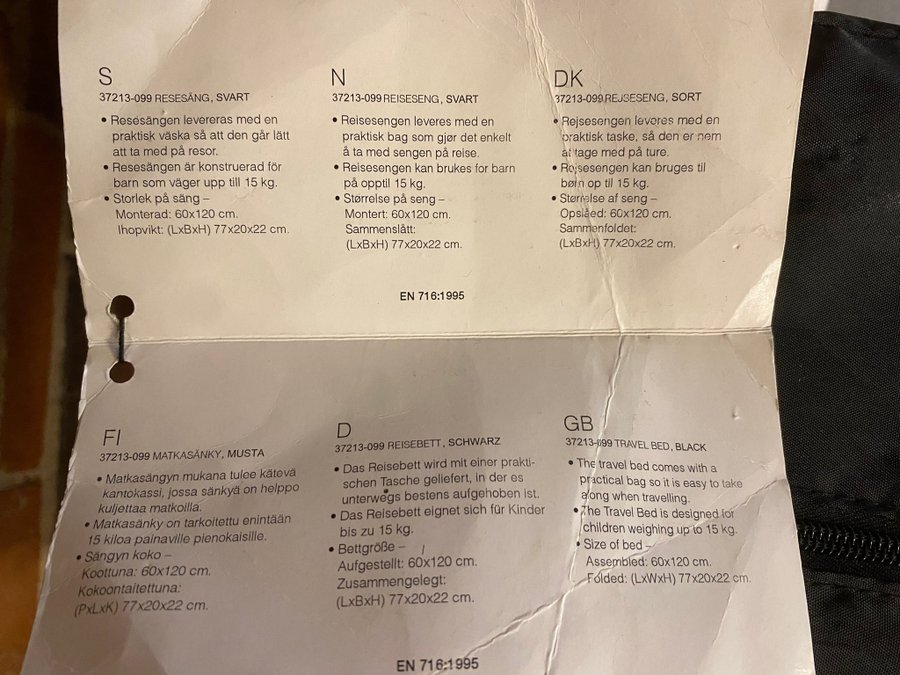 S
37213-099 RESESÄNG, SVART
• Resesängen levereras med en
praktisk väska så att den går lätt
att ta med på resor.
• Resesängen är konstruerad för
barn som väger upp till 15 kg.
• Storlek på säng –
Monterad: 60x120 cm.
Ihopvikt: (LxBxH) 77x20x22 cm.
N
37213-099 REISESENG, SVART
• Reisesengen leveres med en
praktisk bag som gjør det enkelt
å ta med sengen på reise.
• Reisesengen kan brukes for barn
på opptil 15 kg.
• Størrelse på seng –
Montert: 60x120 cm.
Sammenslått:
(LxBxH) 77x20x22 cm.
DK
37213-099 REJSESENG, SORT
• Rejsesengen leveres med en
praktisk taske, så den er nem
at tage med på ture.
• Rejsesengen kan bruges til
børn op til 15 kg.
• Størrelse af seng –
Opslåed: 60x120 cm.
Sammenfoldet:
(LxBxH) 77x20x22 cm.
EN 716:1995
FI
37213-099 MATKASÄNKY, MUSTA
• Matkasängyn mukana tulee kätevä
kantokassi, jossa sänkyä on helppo
kuljettaa matkoilla.
• Matkasänky on tarkoitettu enintään
15 kiloa painaville pienokaisille.
• Sängyn koko –
Koottuna: 60x120 cm.
Kokoontaitettuna:
(PxLxK) 77x20x22 cm.
D
37213-099 REISEBETT, SCHWARZ
• Das Reisebett wird mit einer prakti-
schen Tasche geliefert, in der es
unterwegs bestens aufgehoben ist.
• Das Reisebett eignet sich für Kinder
bis zu 15 kg.
• Bettgröße –
Aufgestellt: 60x120 cm.
Zusammengelegt:
(LxBxH) 77x20x22 cm.
GB
37213-099 TRAVEL BED, BLACK
• The travel bed comes with a
practical bag so it is easy to take
along when travelling.
• The Travel Bed is designed for
children weighing up to 15 kg.
• Size of bed –
Assembled: 60x120 cm.
Folded: (LxWxH) 77x20x22 cm.
EN 716:1995